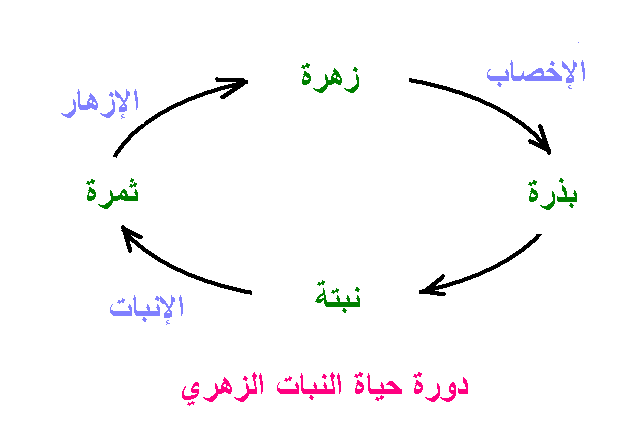 زهرة
الإخصاب
الإزهار
بذرة
ثمرة
نبتة
الإنبات
دورة حياة النبات الزهري